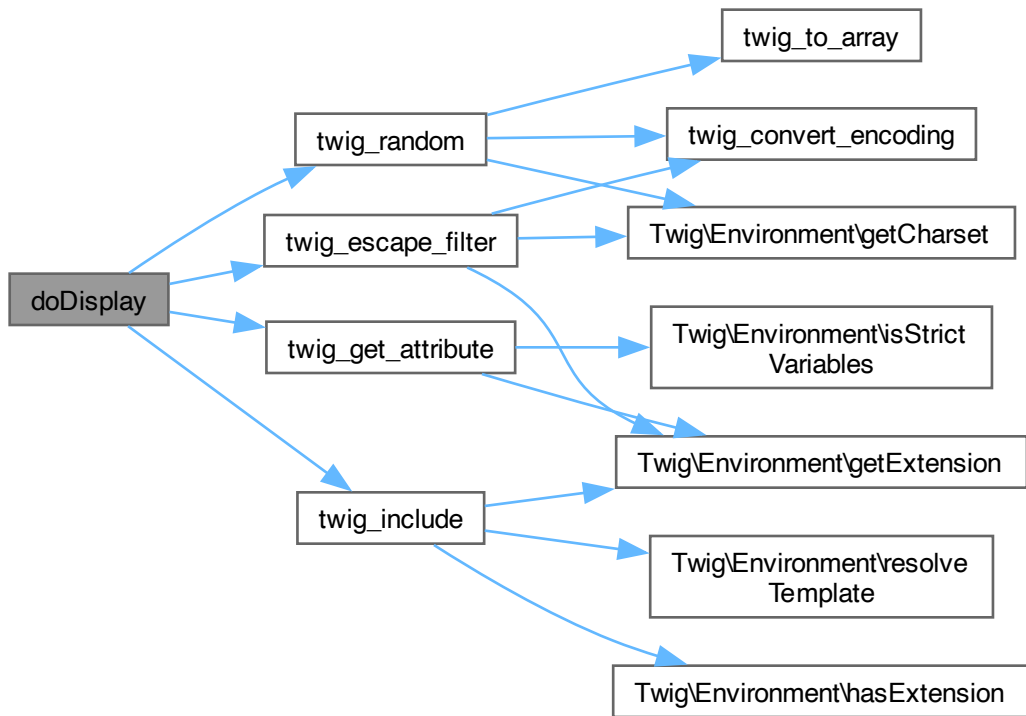 twig_to_array
twig_random
twig_convert_encoding
twig_escape_filter
Twig\Environment\getCharset
doDisplay
twig_get_attribute
Twig\Environment\isStrict
Variables
Twig\Environment\getExtension
twig_include
Twig\Environment\resolve
Template
Twig\Environment\hasExtension